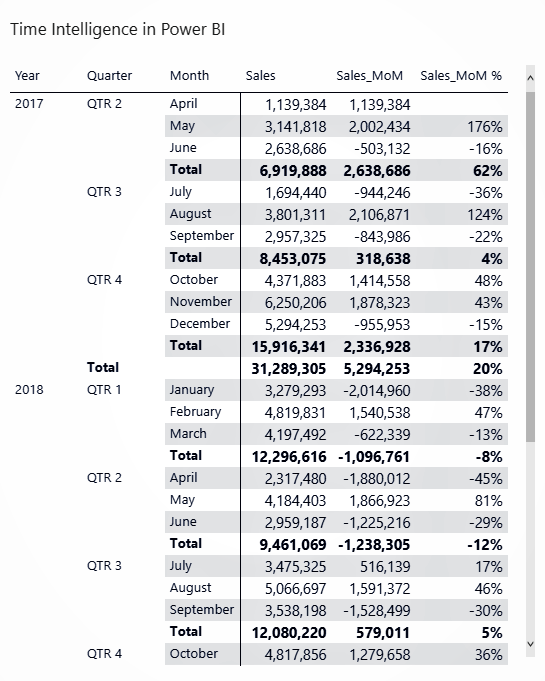 Time Intelligence in Power BI
Year Quarter Month Sales Sales_MoM Sales_MoM %
2017 QTR 2 April 1,139,384 1,139,384
May 3,141,818 2,002,434 176%
June 2,638,686 -503,132 -16%
Total 6,919,888 2,638,686 62%
QTR 3 July 1,694,440 -944,246 -36%
August 3,801,311 2,106,871 124%
September 2,957,325 -843,986 -22%
Total 8,453,075 318,638 4%
QTR 4 October 4,371,883 1,414,558 48%
November 6,250,206 1,878,323 43%
December 5,294,253 -955,953 -15%
Total 15,916,341 2,336,928 17%
Total 31,289,305 5,294,253 20%
2018 QTR 1 January 3,279,293 -2,014,960 -38%
February 4,819,831 1,540,538 47%
March 4,197,492 -622,339 -13%
Total 12,296,616 -1,096,761 -8%
QTR 2 April 2,317,480 -1,880,012 -45%
May 4,184,403 1,866,923 81%
June 2,959,187 -1,225,216 -29%
Total 9,461,069 -1,238,305 -12%
QTR 3 July 3,475,325 516,139 17%
August 5,066,697 1,591,372 46%
September 3,538,198 -1,528,499 -30%
Total 12,080,220 579,011 5%
QTR 4 October 4,817,856 1,279,658 36%